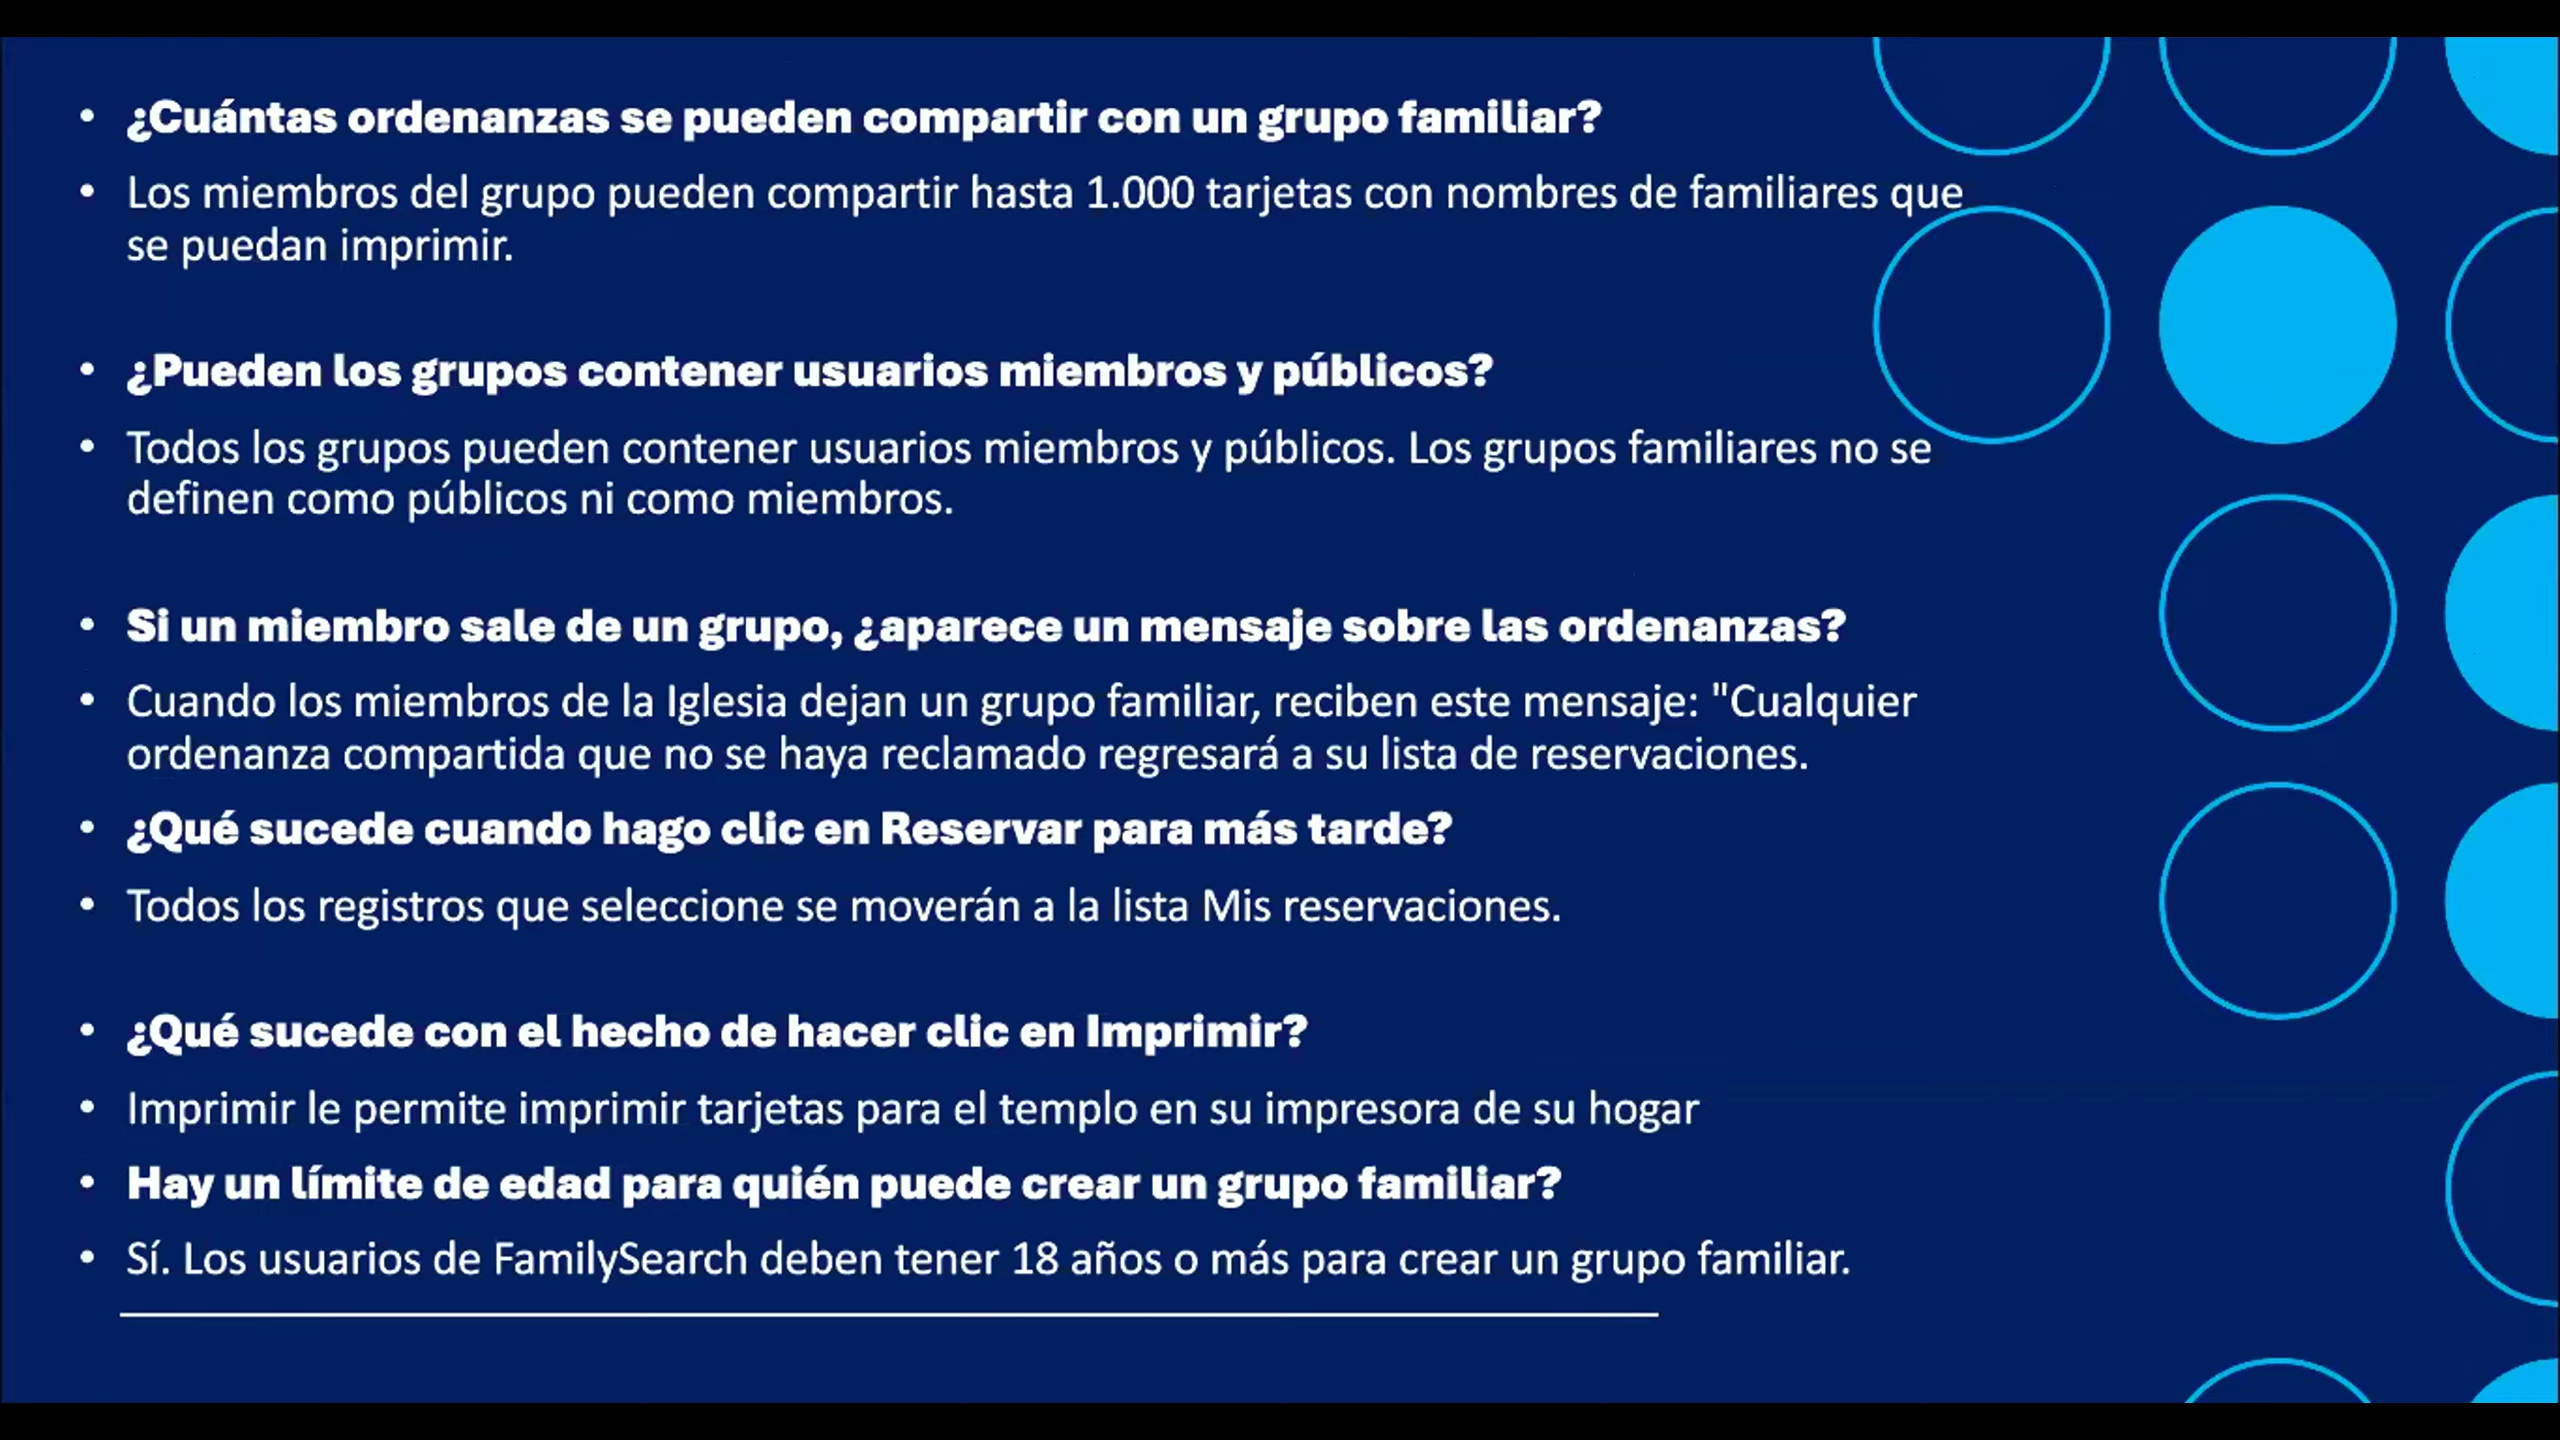 • ¿Cuántas ordenanzas se pueden compartir con un grupo familiar?
• Los miembros del grupo pueden compartir hasta 1.000 tarjetas con nombres de familiares que
se puedan imprimir.
• ¿Pueden los grupos contener usuarios miembros y públicos?
• Todos los grupos pueden contener usuarios miembros y públicos. Los grupos familiares no se
definen como públicos ni como miembros.
• Si un miembro sale de un grupo, ¿aparece un mensaje sobre las ordenanzas?
• Cuando los miembros de la Iglesia dejan un grupo familiar, reciben este mensaje: "Cualquier
ordenanza compartida que no se haya reclamado regresará a su lista de reservaciones.
• ¿Qué sucede cuando hago clic en Reservar para más tarde?
• Todos los registros que seleccione se moverán a la lista Mis reservaciones.
• ¿Qué sucede con el hecho de hacer clic en Imprimir?
• Imprimir le permite imprimir tarjetas para el templo en su impresora de su hogar
• Hay un límite de edad para quién puede crear un grupo familiar?
• Sí. Los usuarios de FamilySearch deben tener 18 años o más para crear un grupo familiar.